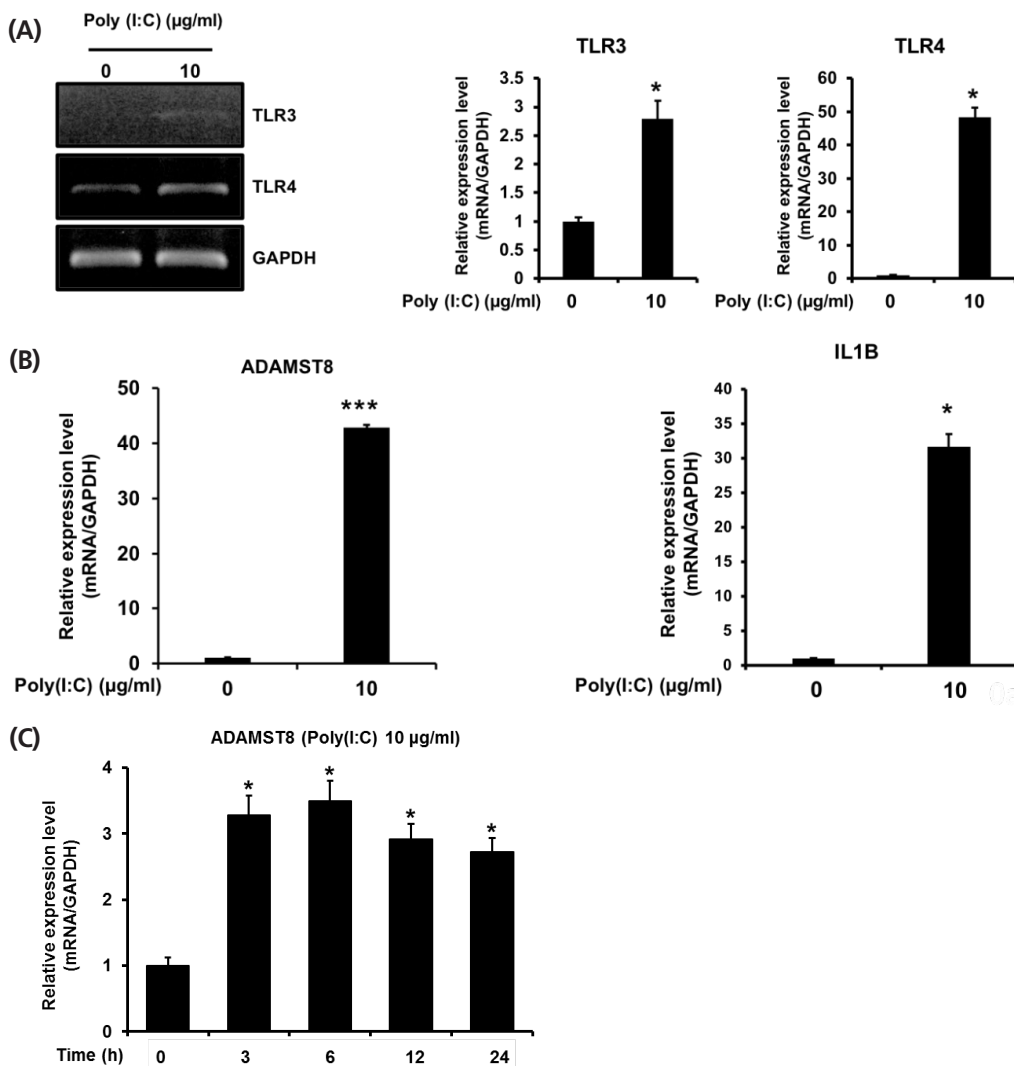 (A)
Poly (I:C) (µg/ml)
0 10
TLR3
TLR4
GAPDH
TLR3
Relative expression level
(mRNA/GAPDH)
3.5
3
2.5
2
1.5
1
0.5
0
*
Poly (I:C) (µg/ml) 0 10
TLR4
Relative expression level
(mRNA/GAPDH)
60
50
40
30
20
10
0
*
Poly (I:C) (µg/ml) 0 10
(B)
ADAMST8
Relative expression level
(mRNA/GAPDH)
50
40
30
20
10
0
***
Poly(I:C) (µg/ml) 0 10
IL1B
Relative expression level
(mRNA/GAPDH)
40
35
30
25
20
15
10
5
0
*
Poly(I:C) (µg/ml) 0 10
(C)
ADAMST8 (Poly(I:C) 10 µg/ml)
Relative expression level
(mRNA/GAPDH)
4
3
2
1
0
* * * *
Time (h) 0 3 6 12 24